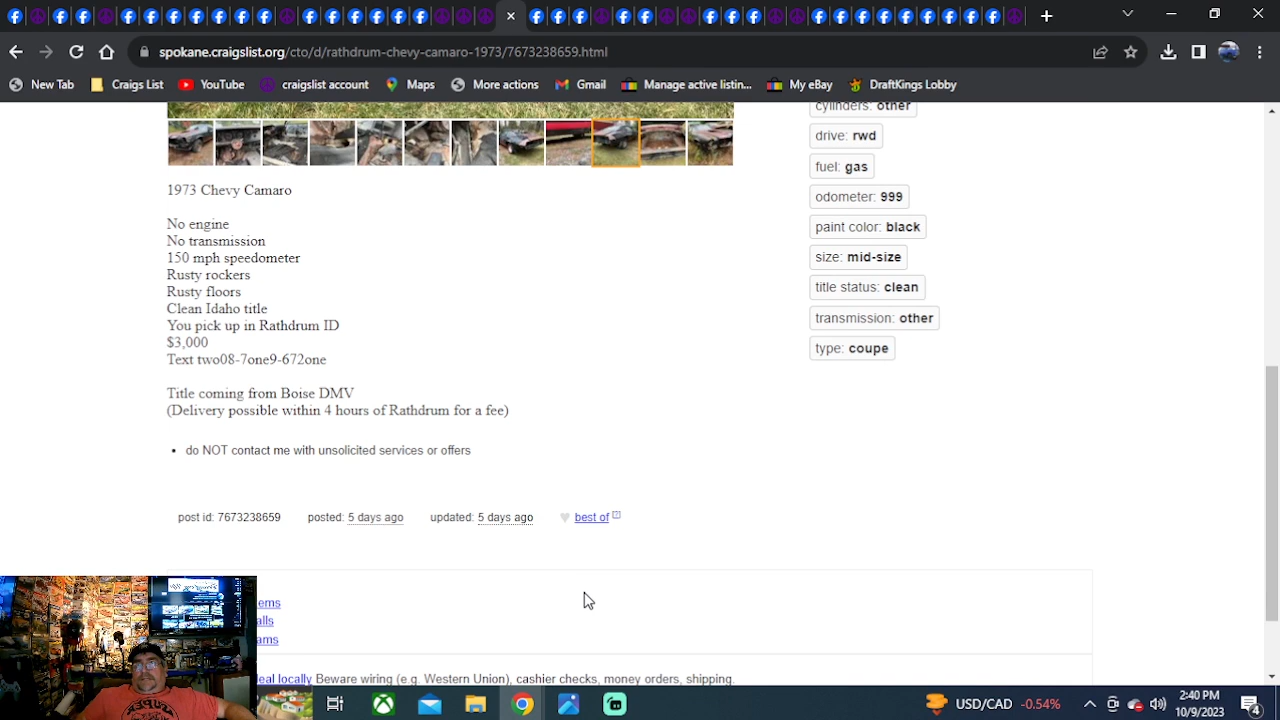 spokane.craigslist.org/cto/d/rathdrum-chevy-camaro-1973/7673238659.html
New Tab Craigs List YouTube craigslist account Maps More actions Gmail Manage active listin... My eBay DraftKings Lobby
cylinders: other
drive: rwd
fuel: gas
odometer: 999
paint color: black
size: mid-size
title status: clean
transmission: other
type: coupe
1973 Chevy Camaro
No engine
No transmission
150 mph speedometer
Rusty rockers
Rusty floors
Clean Idaho title
You pick up in Rathdrum ID
$3,000
Text two08-7one9-672one
Title coming from Boise DMV
(Delivery possible within 4 hours of Rathdrum for a fee)
• do NOT contact me with unsolicited services or offers
post id: 7673238659 posted: 5 days ago updated: 5 days ago ♥ best of [?]
ems
alls
ams
eal locally Beware wiring (e.g. Western Union), cashier checks, money orders, shipping.
USD/CAD -0.54%
2:40 PM
10/9/2023
4